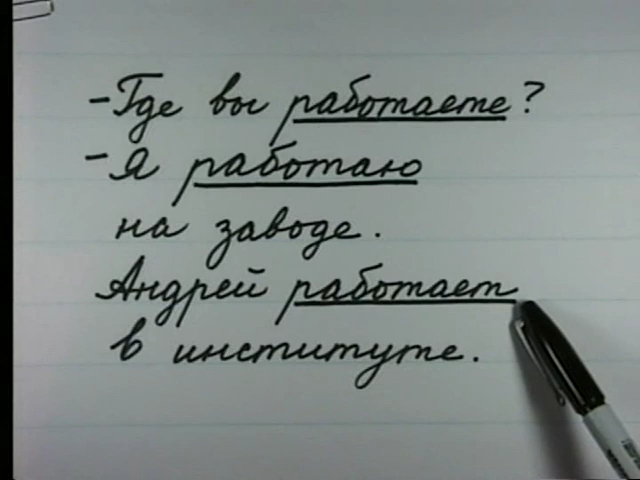 - Где вы работаете?
- Я работаю
на заводе.
Андрей работает
в институте.